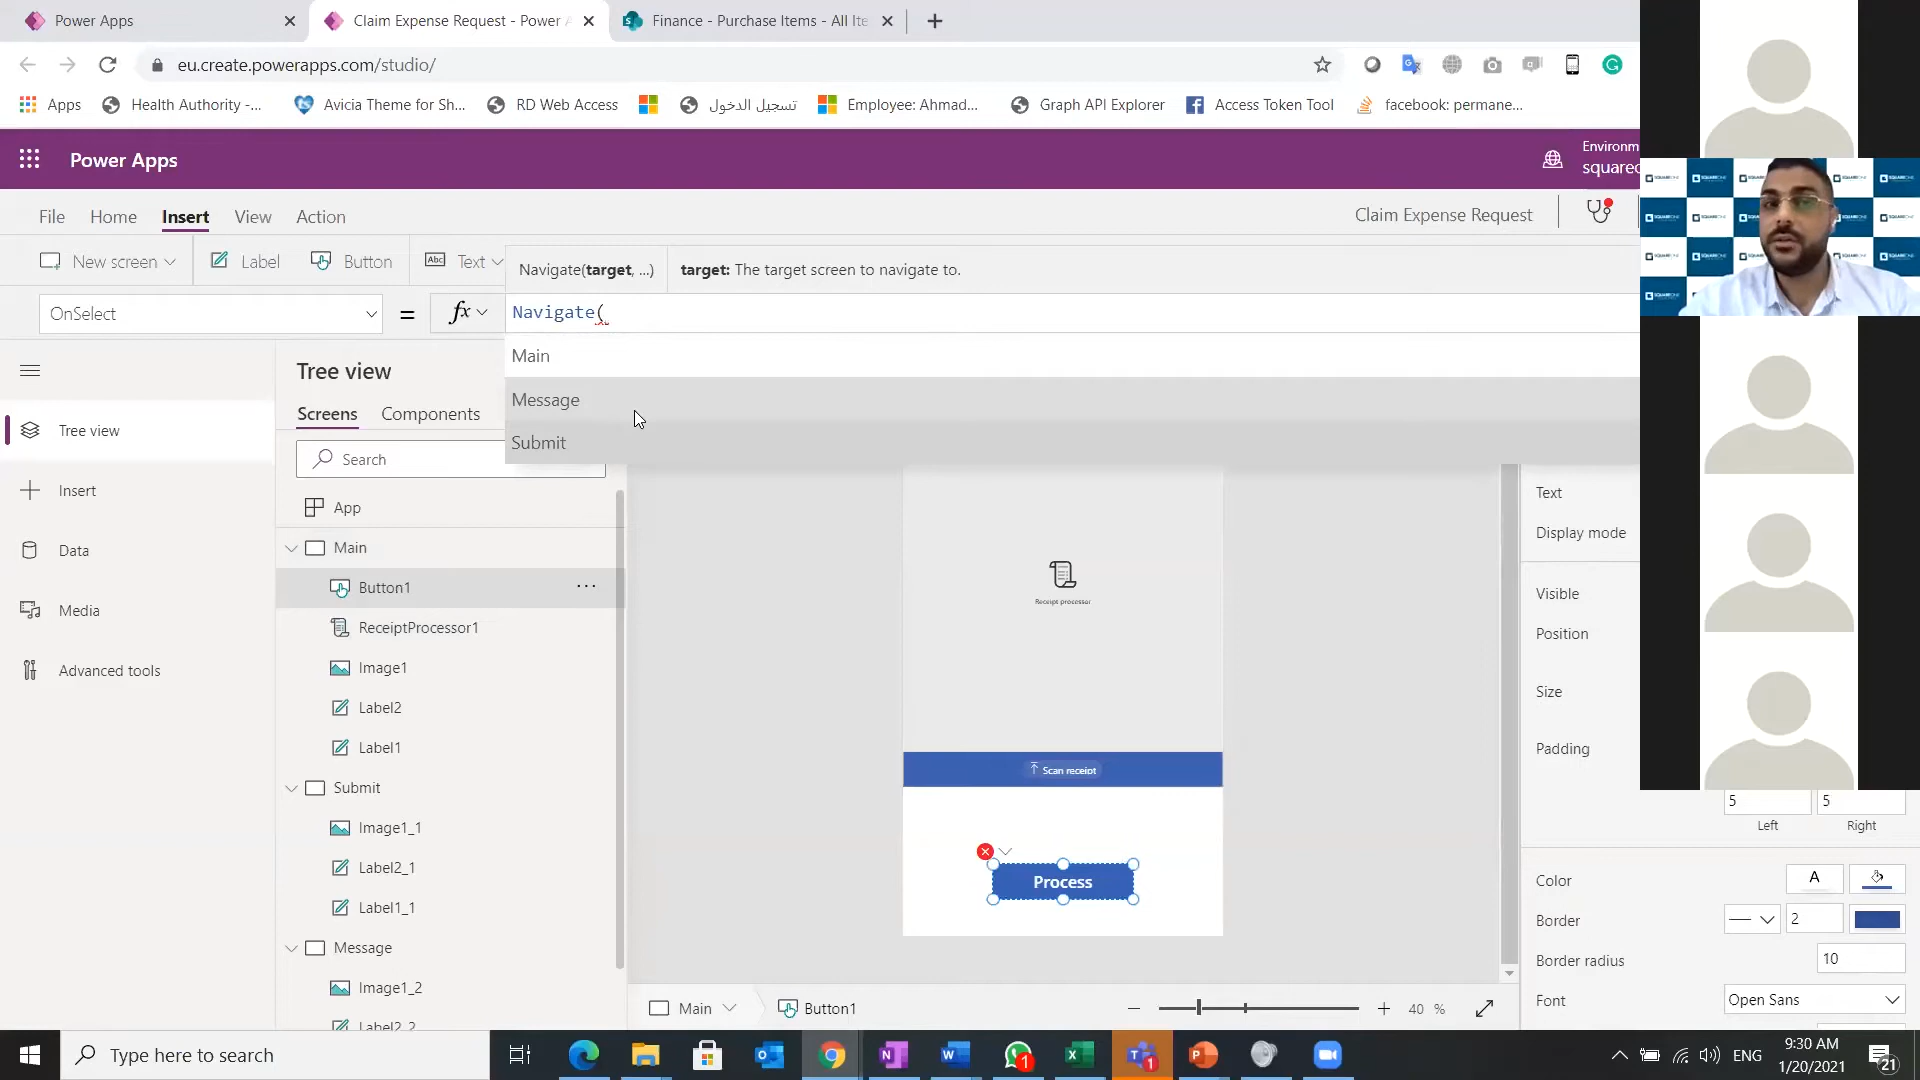 Power Apps
Claim Expense Request - Power A
Finance - Purchase Items - All Ite
eu.create.powerapps.com/studio/
Apps
Health Authority -...
Avicia Theme for Sh...
RD Web Access
تسجيل الدخول
Employee: Ahmad...
Graph API Explorer
Access Token Tool
facebook: permane...
Power Apps
Environm
squarec
File
Home
Insert
View
Action
Claim Expense Request
New screen
Label
Button
Abc
Text
Navigate(target, ...)
target: The target screen to navigate to.
OnSelect
=
fx
Navigate(
Main
Message
Submit
Tree view
Screens
Components
Search
Tree view
Insert
Data
Media
Advanced tools
App
Main
Button1
ReceiptProcessor1
Image1
Label2
Label1
Submit
Image1_1
Label2_1
Label1_1
Message
Image1_2
Label2_2
Receipt processor
Scan receipt
Process
Main
Button1
40 %
Text
Display mode
Visible
Position
Size
Padding
5
5
Left
Right
Color
A
Border
2
Border radius
10
Font
Open Sans
Type here to search
1
1
ENG
9:30 AM
1/20/2021
21